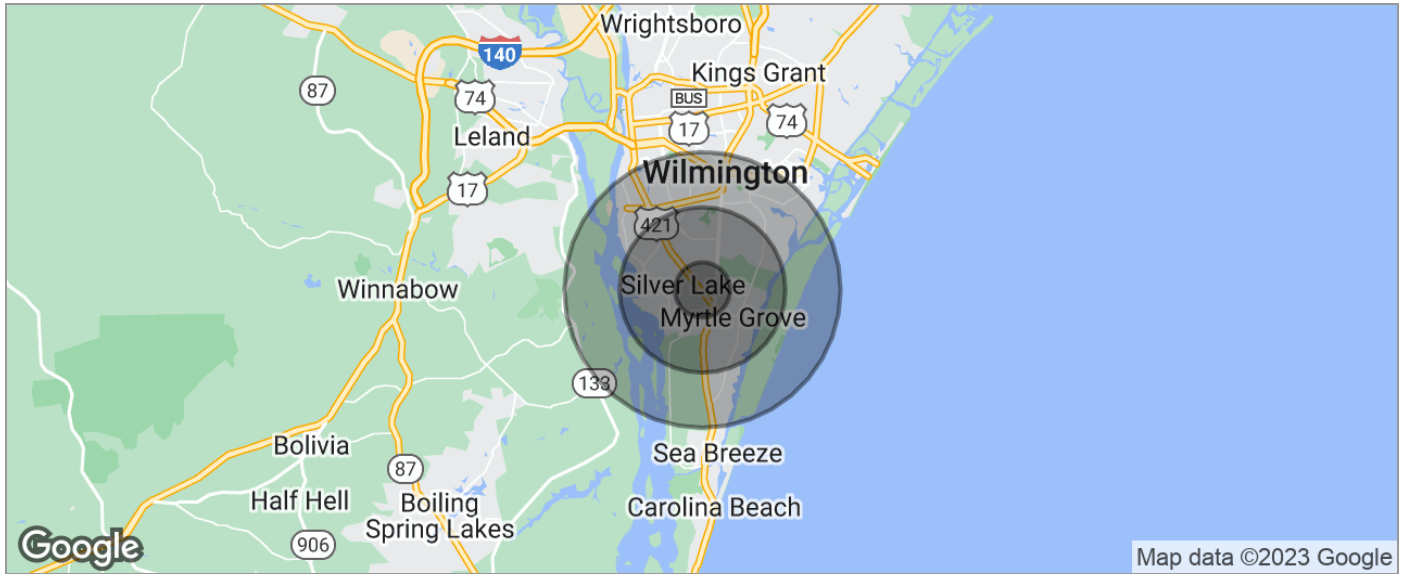 Wrightsboro
140
Kings Grant
87
74
BUS
17
74
Leland
Wilmington
17
421
Silver Lake
Winnabow
Myrtle Grove
133
Bolivia
Sea Breeze
87
Half Hell
Boiling
Spring Lakes
Carolina Beach
906
Google
Map data ©2023 Google